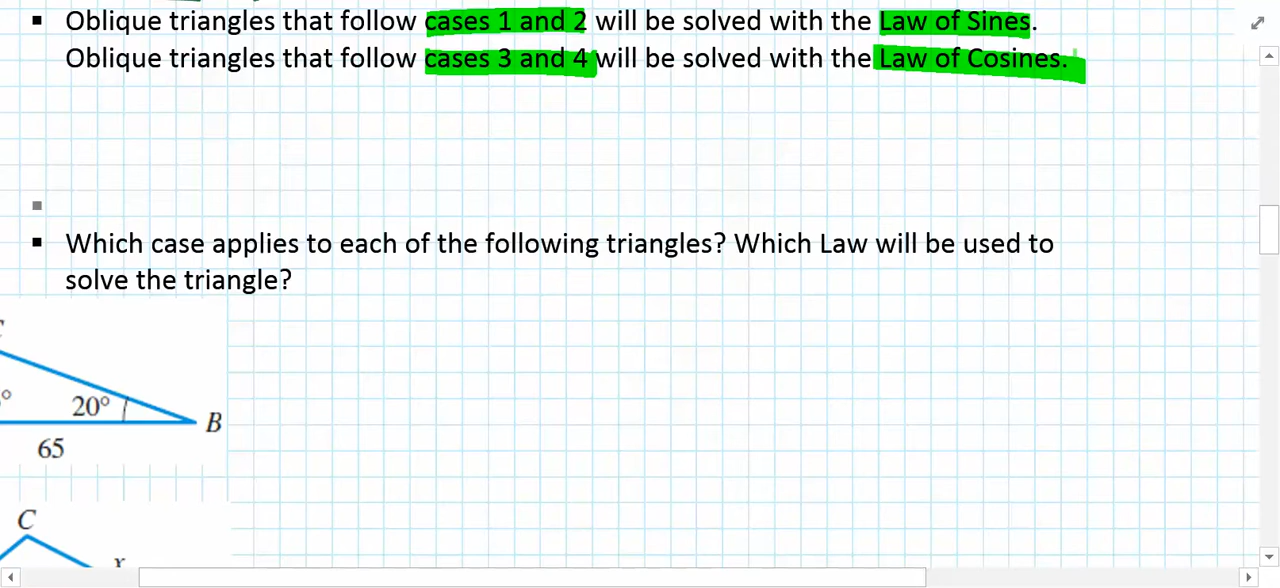 Oblique triangles that follow cases 1 and 2 will be solved with the Law of Sines.
Oblique triangles that follow cases 3 and 4 will be solved with the Law of Cosines.
Which case applies to each of the following triangles? Which Law will be used to
solve the triangle?
20°
B
65
C
x